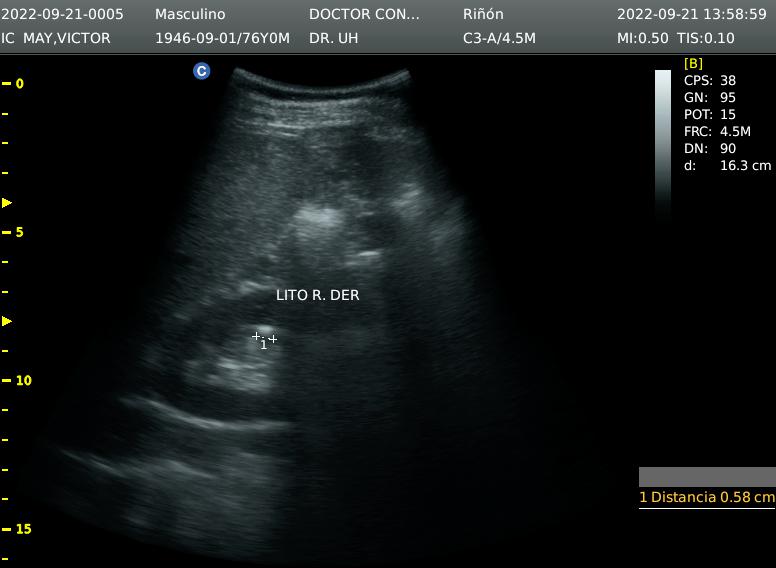 2022-09-21-0005 Masculino DOCTOR CON... Riñón 2022-09-21 13:58:59
IC MAY,VICTOR 1946-09-01/76Y0M DR. UH C3-A/4.5M MI:0.50 TIS:0.10
C
[B]
CPS: 38
GN: 95
POT: 15
FRC: 4.5M
DN: 90
d: 16.3 cm
0
5
LITO R. DER
1
10
15
1 Distancia 0.58 cm